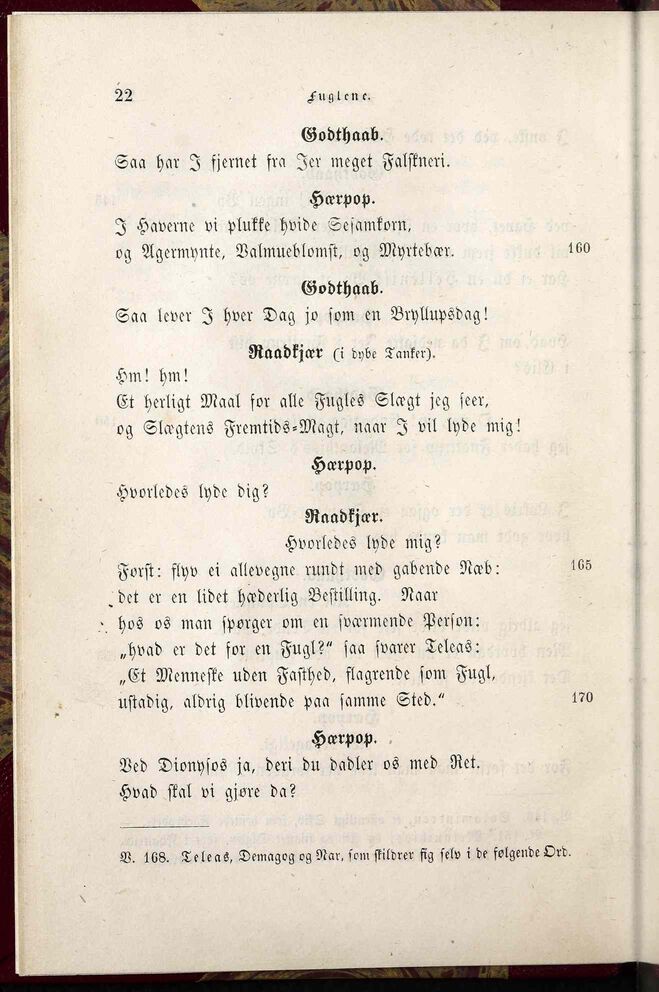 22 Fuglene.
Godthaab.
Saa har I fjernet fra Jer meget Falskneri.
Hærpop.
I Haverne vi plukke hvide Sesamkorn,
og Agermynte, Valmueblomst, og Myrtebær. 160
Godthaab.
Saa lever I hver Dag jo som en Bryllupsdag!
Raadkjær (i dybe Tanker).
Hm! hm!
Et herligt Maal for alle Fugles Slægt jeg seer,
og Slægtens Fremtids-Magt, naar I vil lyde mig!
Hærpop.
Hvorledes lyde dig?
Raadkjær.
Hvorledes lyde mig?
Først: flyv ei allevegne rundt med gabende Næb: 165
det er en lidet hæderlig Bestilling. Naar
hos os man spørger om en sværmende Person:
„hvad er det for en Fugl?“ saa svarer Teleas:
„Et Menneske uden Fasthed, flagrende som Fugl,
ustadig, aldrig blivende paa samme Sted.“ 170
Hærpop.
Ved Dionysos ja, deri du dadler os med Ret.
Hvad skal vi gjøre da?
V. 168. Teleas, Demagog og Nar, som skildrer sig selv i de følgende Ord.